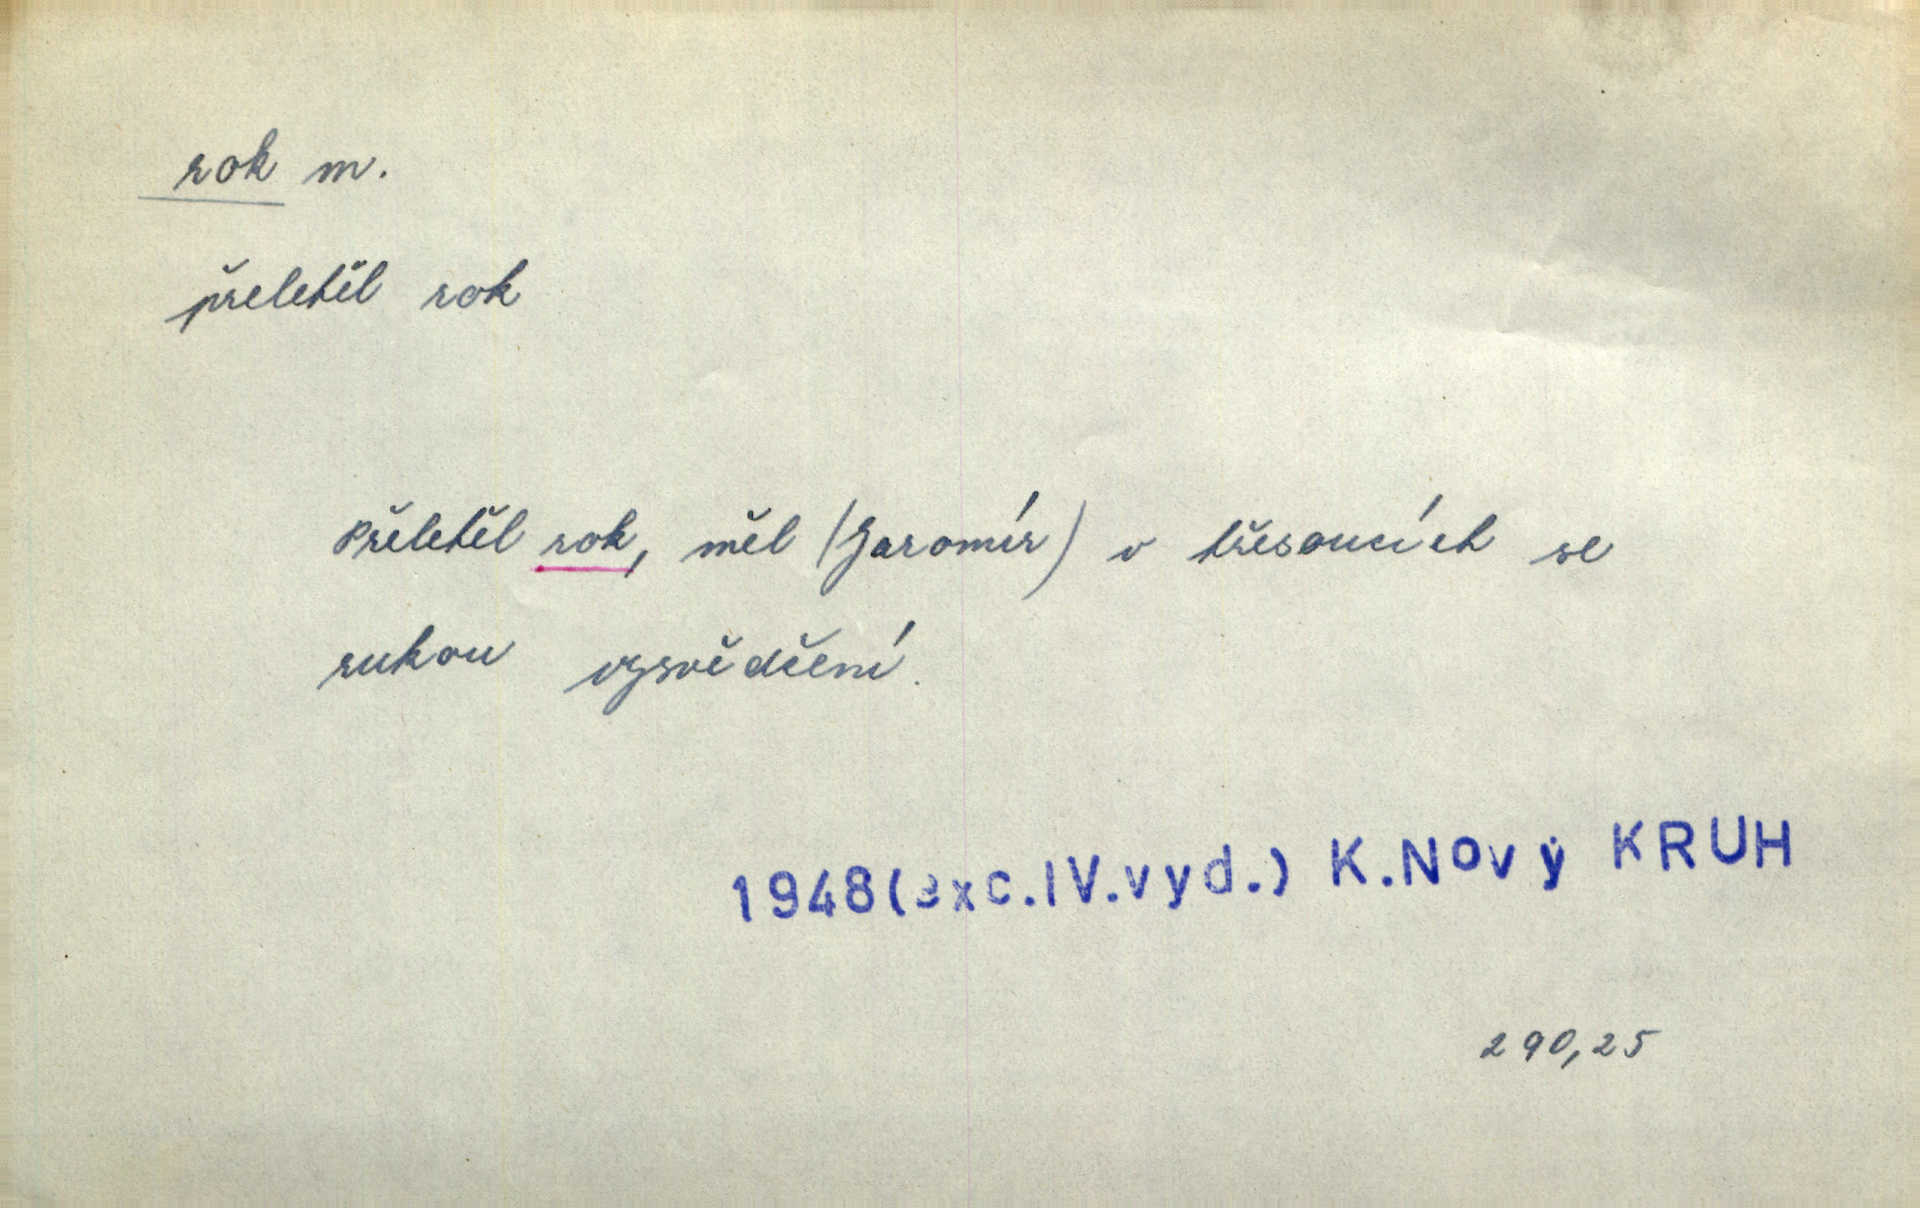 rok m.
přeletěl rok
Přeletěl rok, měl (Jaromír) v třesoucích se
rukou vysvědčení.
1948(exc.IV.vyd.) K.Nový KRUH
290,25